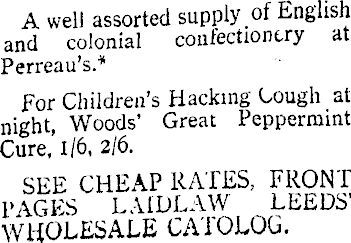 A well assorted supply of English
and colonial confectionery at
Perreau's.*
For Children's Hacking Cough at
night, Woods' Great Peppermint
Cure, 1/6, 2/6.
SEE CHEAP RATES, FRONT
PAGES LAIDLAW LEEDS'
WHOLESALE CATOLOG.